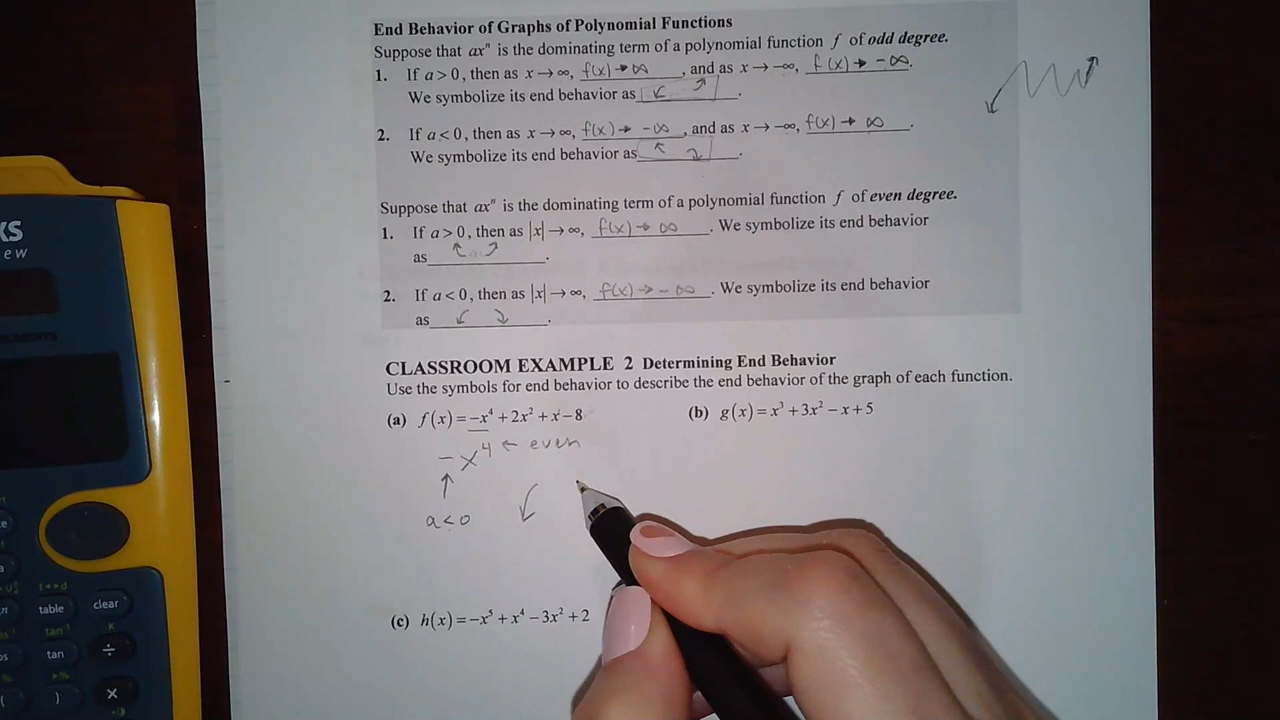 End Behavior of Graphs of Polynomial Functions
Suppose that axⁿ is the dominating term of a polynomial function f of odd degree.
1. If a > 0, then as x → ∞, f(x) → ∞, and as x → −∞, f(x) → −∞.
We symbolize its end behavior as ↙ ↗.
2. If a < 0, then as x → ∞, f(x) → −∞, and as x → −∞, f(x) → ∞.
We symbolize its end behavior as ↖ ↘.
Suppose that axⁿ is the dominating term of a polynomial function f of even degree.
1. If a > 0, then as |x| → ∞, f(x) → ∞. We symbolize its end behavior
as ↖ ↗.
2. If a < 0, then as |x| → ∞, f(x) → −∞. We symbolize its end behavior
as ↙ ↘.
CLASSROOM EXAMPLE 2 Determining End Behavior
Use the symbols for end behavior to describe the end behavior of the graph of each function.
(a) f(x) = −x⁴ + 2x² + x − 8
(b) g(x) = x³ + 3x² − x + 5
−x⁴ ← even
↑ ↙
a<0
(c) h(x) = −x⁵ + x⁴ − 3x² + 2
ew
table
clear
tan⁻¹
K
tan
÷
(
)
×